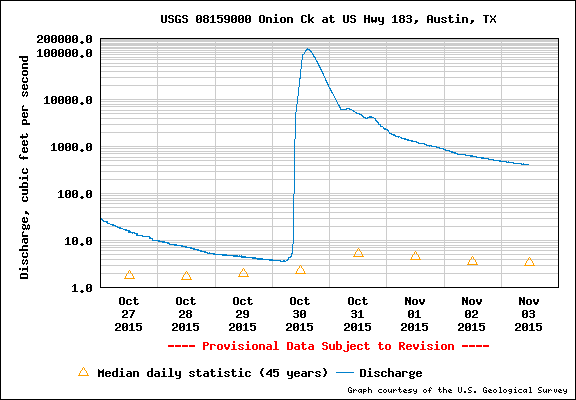 USGS 08159000 Onion Ck at US Hwy 183, Austin, TX
Discharge, cubic feet per second
200000.0
100000.0
10000.0
1000.0
100.0
10.0
1.0
Oct 27 2015
Oct 28 2015
Oct 29 2015
Oct 30 2015
Oct 31 2015
Nov 01 2015
Nov 02 2015
Nov 03 2015
---- Provisional Data Subject to Revision ----
Median daily statistic (45 years)
Discharge
Graph courtesy of the U.S. Geological Survey